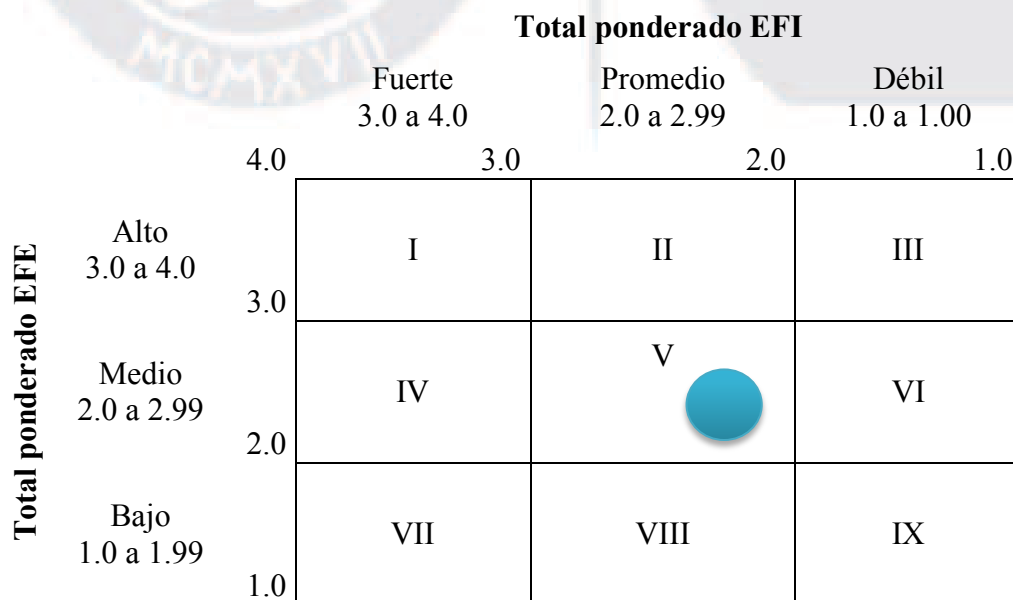 MCMXVII
Total ponderado EFI
Fuerte Promedio Débil
3.0 a 4.0 2.0 a 2.99 1.0 a 1.00
4.0 3.0 2.0 1.0
Total ponderado EFE
Alto
3.0 a 4.0
I II III
3.0
Medio
2.0 a 2.99
IV V VI
2.0
Bajo
1.0 a 1.99
VII VIII IX
1.0